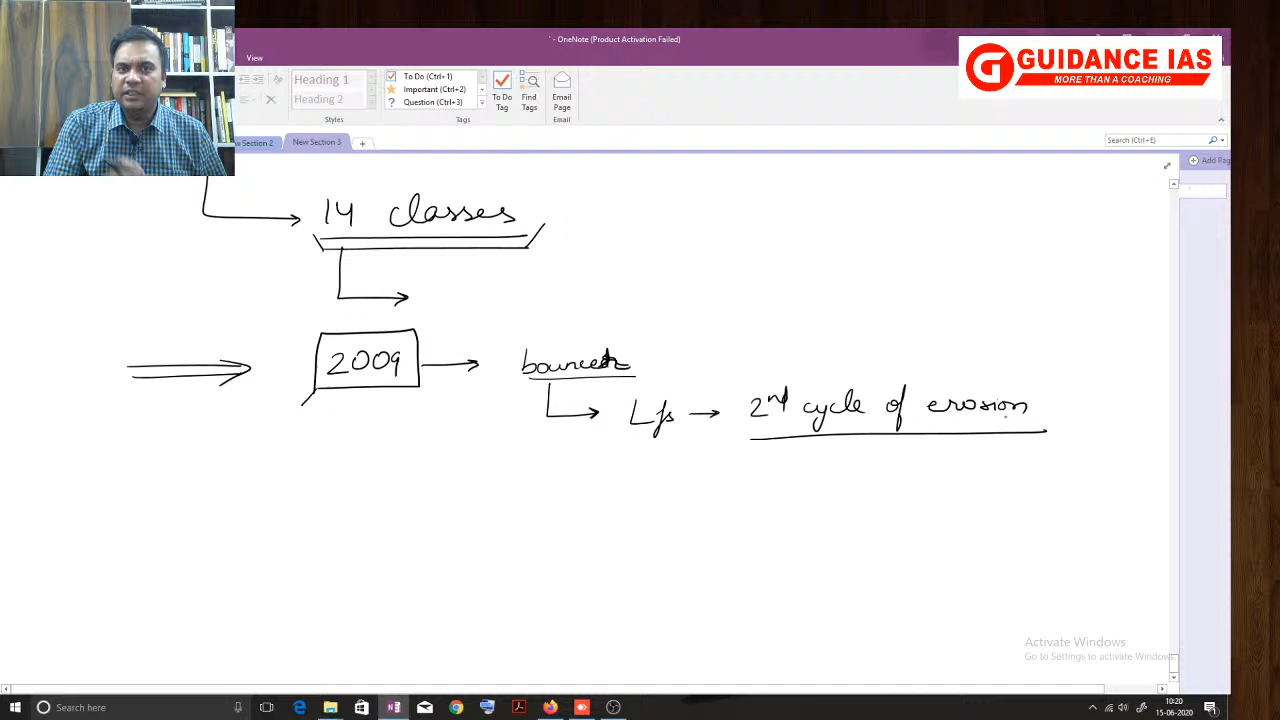 - OneNote (Product Activation Failed)
GUIDANCE IAS
MORE THAN A COACHING
View
Heading 1
Heading 2
Styles
To Do (Ctrl+1)
Important (Ctrl+2)
Question (Ctrl+3)
To Do Tag
Find Tags
Tags
Email Page
Email
Section 2
New Section 3
Search (Ctrl+E)
Add Pag
14 classes
2009
Lfs → 2nd cycle of erosion
Activate Windows
Go to Settings to activate Windows.
Search here
10:20
15-06-2020